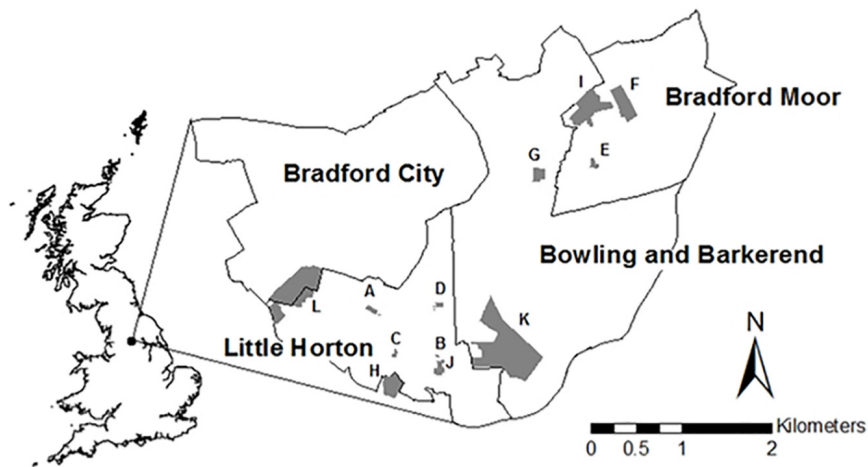 I F
Bradford Moor
G E
Bradford City
Bowling and Barkerend
L A D K
N
Little Horton
C B
H J
Kilometers
0 0.5 1 2